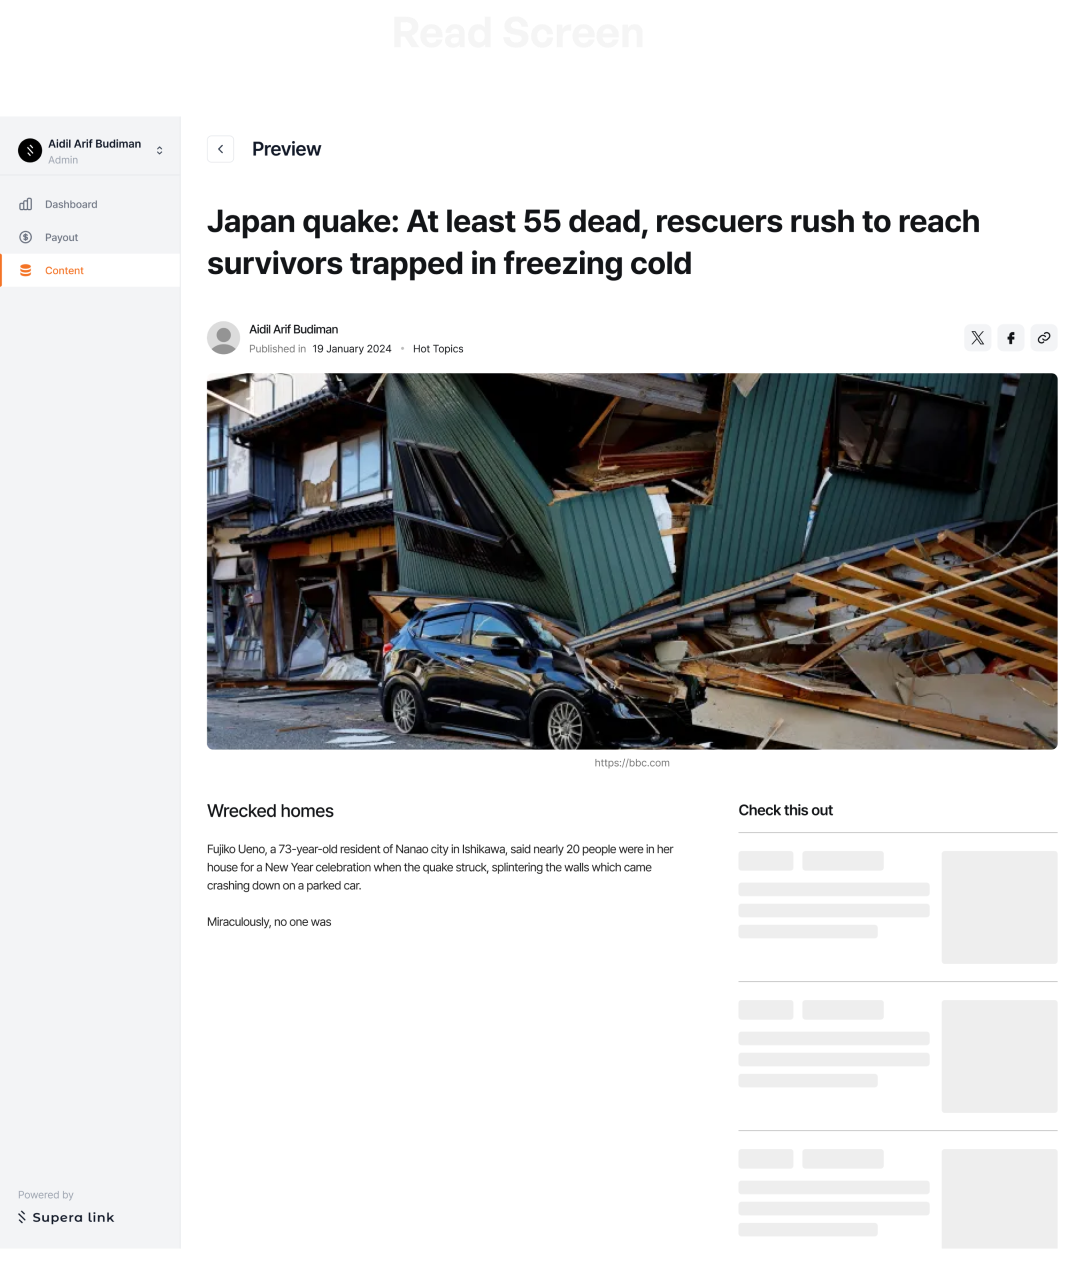 Read Screen
Aidil Arif Budiman
Admin
Dashboard
Payout
Content
Powered by
Supera link
Preview
Japan quake: At least 55 dead, rescuers rush to reach
survivors trapped in freezing cold
Aidil Arif Budiman
Published in 19 January 2024 • Hot Topics
https://bbc.com
Wrecked homes
Fujiko Ueno, a 73-year-old resident of Nanao city in Ishikawa, said nearly 20 people were in her
house for a New Year celebration when the quake struck, splintering the walls which came
crashing down on a parked car.
Miraculously, no one was
Check this out